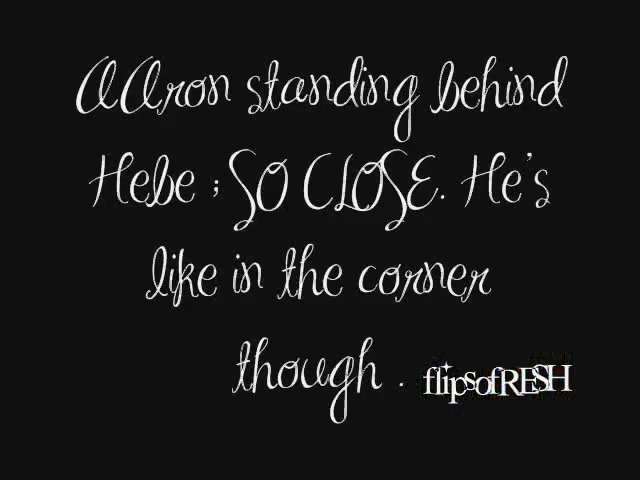 AAron standing behind
Hebe ; SO CLOSE. He's
like in the corner
though . flipsofRESH